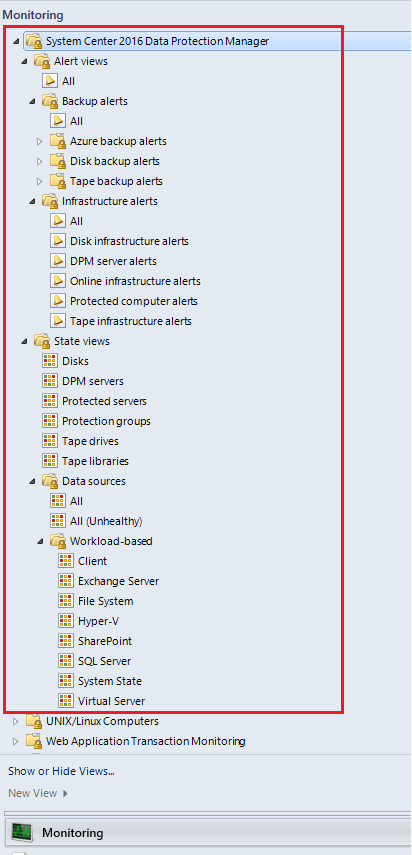 Monitoring
System Center 2016 Data Protection Manager
Alert views
All
Backup alerts
All
Azure backup alerts
Disk backup alerts
Tape backup alerts
Infrastructure alerts
All
Disk infrastructure alerts
DPM server alerts
Online infrastructure alerts
Protected computer alerts
Tape infrastructure alerts
State views
Disks
DPM servers
Protected servers
Protection groups
Tape drives
Tape libraries
Data sources
All
All (Unhealthy)
Workload-based
Client
Exchange Server
File System
Hyper-V
SharePoint
SQL Server
System State
Virtual Server
UNIX/Linux Computers
Web Application Transaction Monitoring
Show or Hide Views...
New View
Monitoring